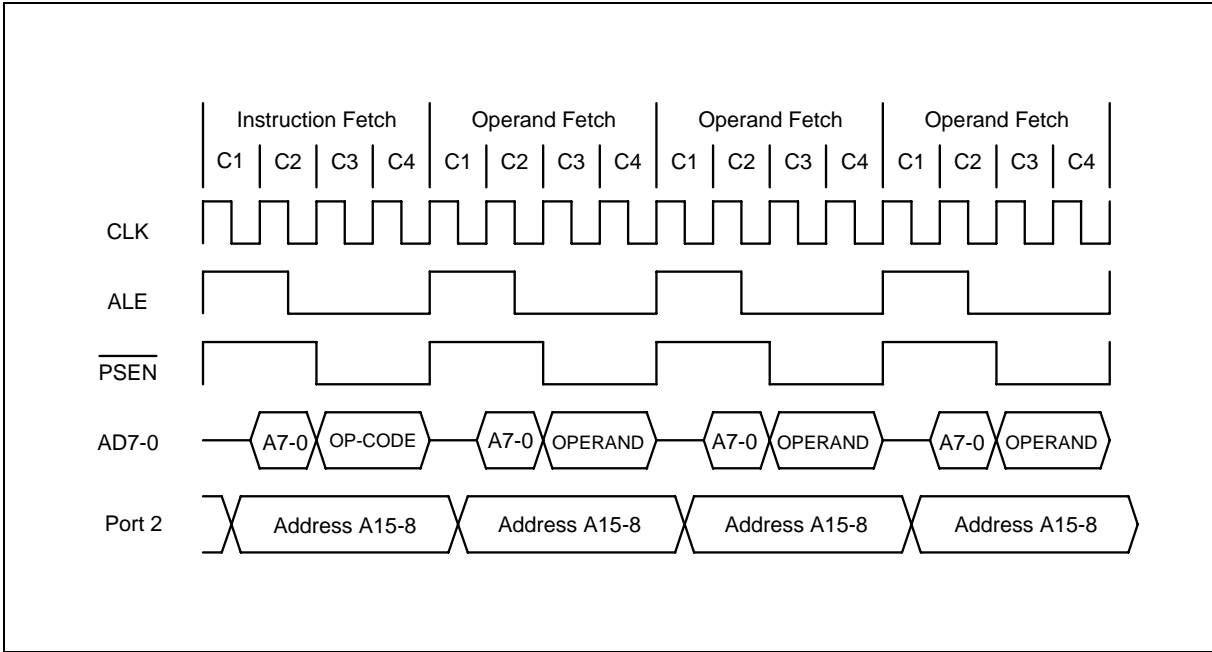 Instruction Fetch Operand Fetch Operand Fetch Operand Fetch
C1 C2 C3 C4 C1 C2 C3 C4 C1 C2 C3 C4 C1 C2 C3 C4
CLK
ALE
PSEN
AD7-0 A7-0 OP-CODE A7-0 OPERAND A7-0 OPERAND A7-0 OPERAND
Port 2 Address A15-8 Address A15-8 Address A15-8 Address A15-8